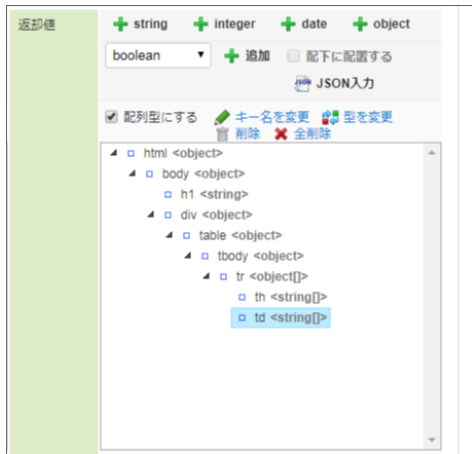 返却値
string integer date object
boolean 追加 配下に配置する
JSON入力
配列型にする キー名を変更 型を変更
削除 全削除
html <object>
body <object>
h1 <string>
div <object>
table <object>
tbody <object>
tr <object[]>
th <string[]>
td <string[]>